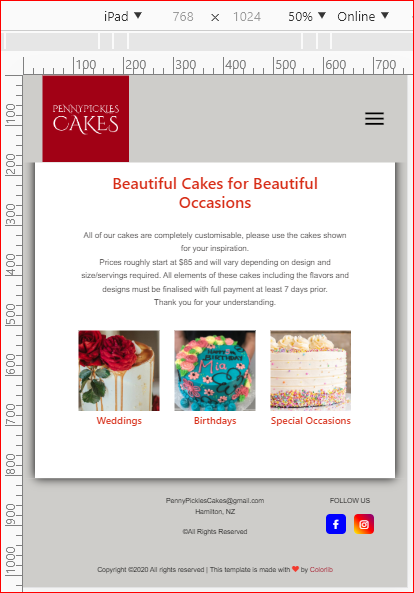 iPad ▼ 768 × 1024 50% ▼ Online ▼
100 200 300 400 500 600 700
100
200
300
400
500
600
700
800
900
1000
PENNYPICKLES
CAKES
Beautiful Cakes for Beautiful
Occasions
All of our cakes are completely customisable, please use the cakes shown
for your inspiration.
Prices roughly start at $85 and will vary depending on design and
size/servings required. All elements of these cakes including the flavors and
designs must be finalised with full payment at least 7 days prior.
Thank you for your understanding.
HAPPY
BIRTHDAY
Mia
Weddings Birthdays Special Occasions
PennyPicklesCakes@gmail.com
Hamilton, NZ
©All Rights Reserved
FOLLOW US
Copyright ©2020 All rights reserved | This template is made with ❤ by Colorlib